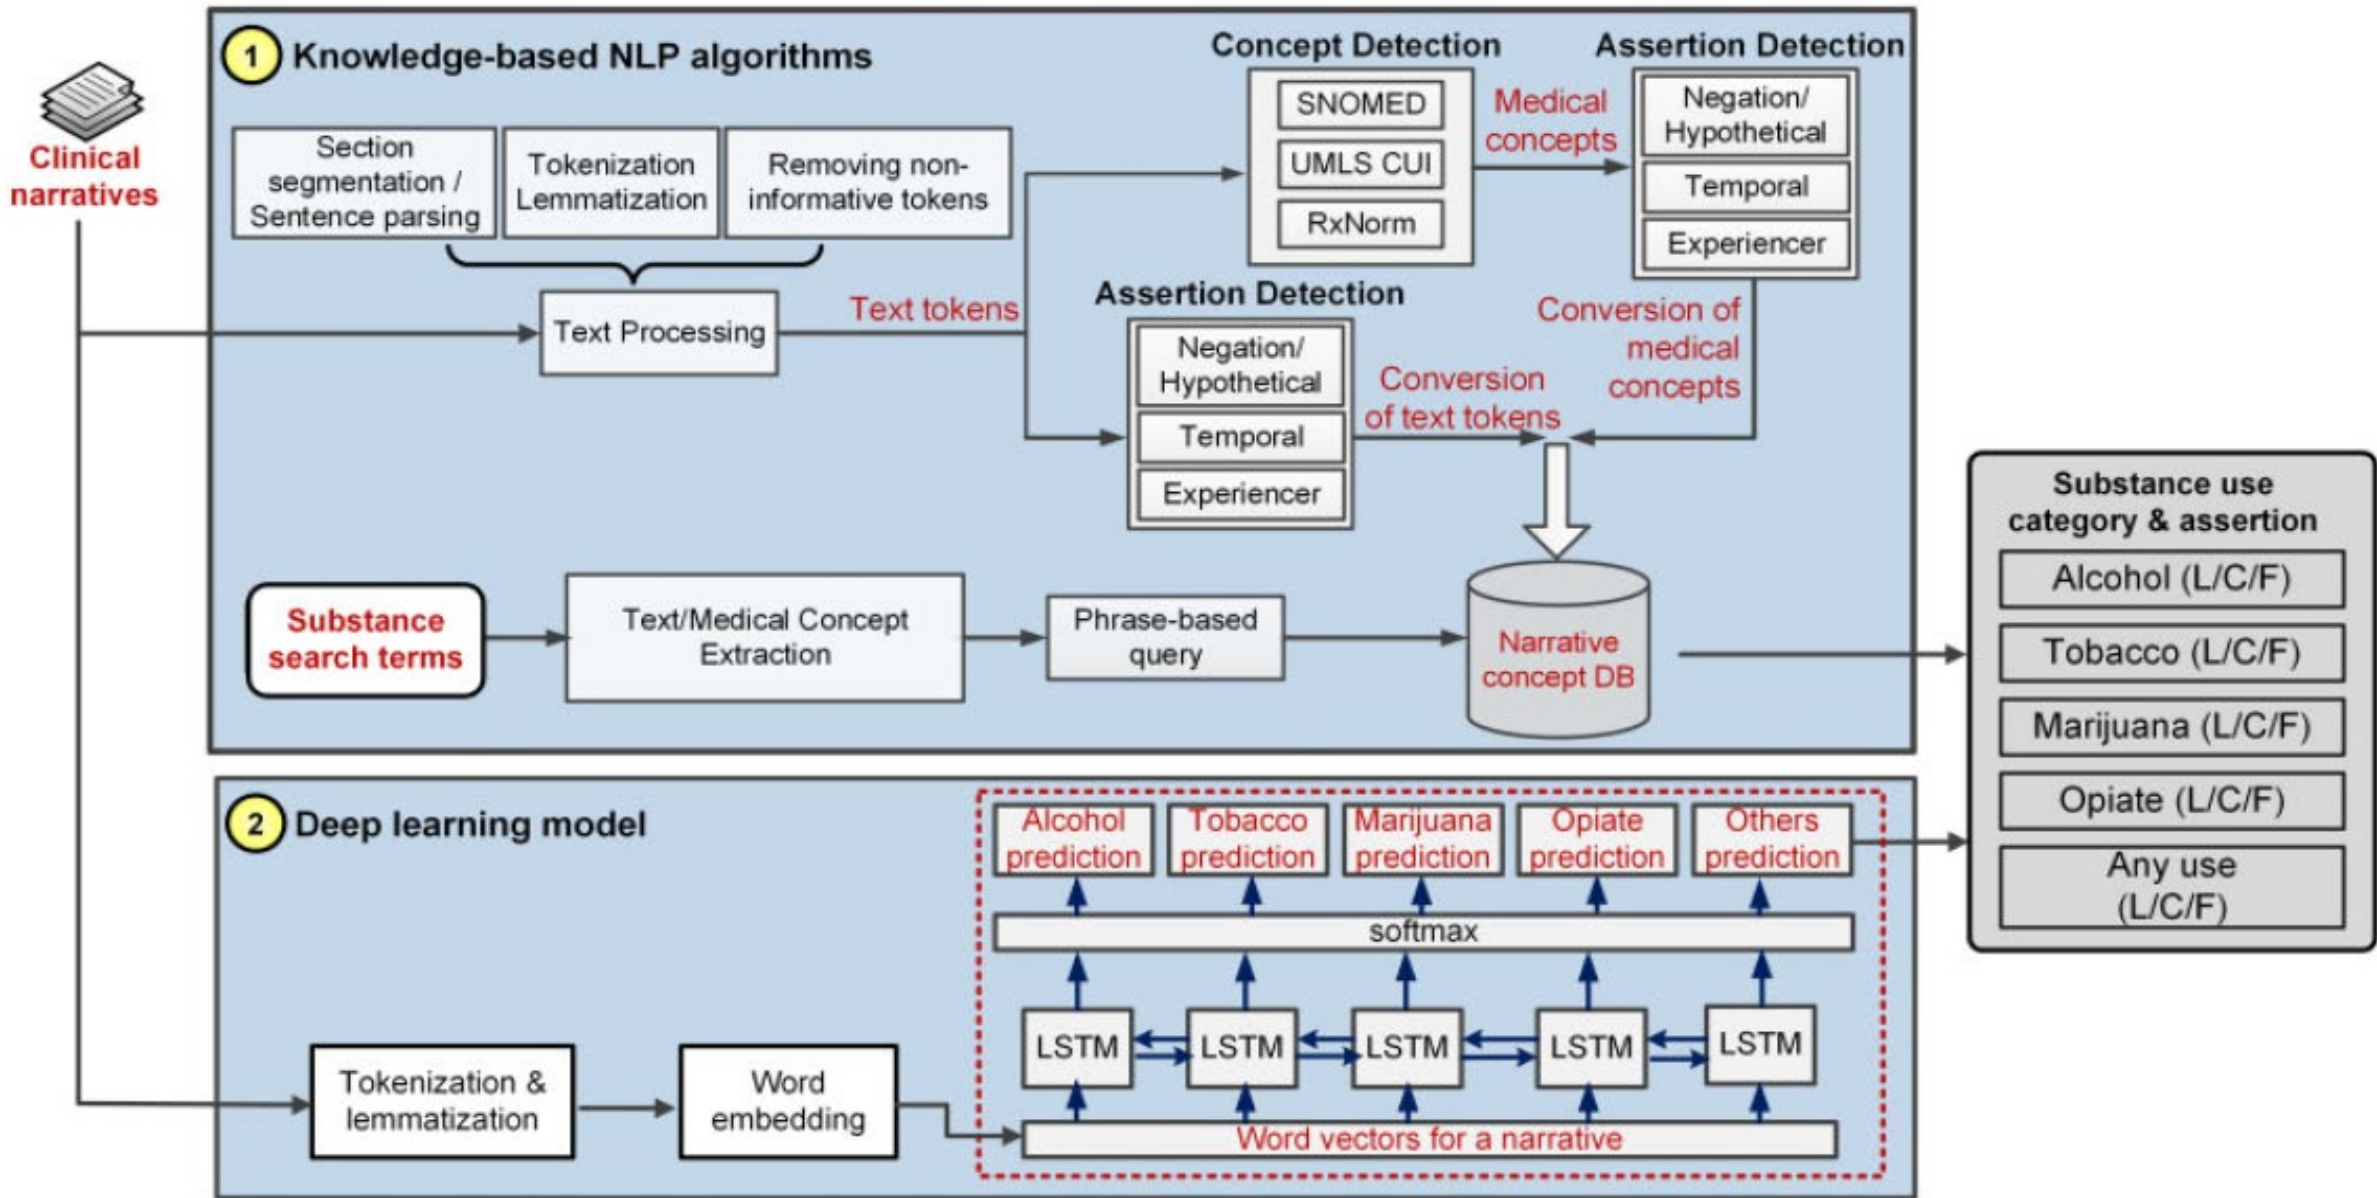 1 Knowledge-based NLP algorithms
Clinical
narratives
Section
segmentation /
Sentence parsing
Tokenization
Lemmatization
Removing non-
informative tokens
Text Processing
Text tokens
Concept Detection
SNOMED
UMLS CUI
RxNorm
Medical
concepts
Assertion Detection
Negation/
Hypothetical
Temporal
Experiencer
Assertion Detection
Negation/
Hypothetical
Temporal
Experiencer
Conversion
of text tokens
Conversion of
medical
concepts
Substance
search terms
Text/Medical Concept
Extraction
Phrase-based
query
Narrative
concept DB
2 Deep learning model
Tokenization &
lemmatization
Word
embedding
Alcohol
prediction
Tobacco
prediction
Marijuana
prediction
Opiate
prediction
Others
prediction
softmax
LSTM
LSTM
LSTM
LSTM
LSTM
Word vectors for a narrative
Substance use
category & assertion
Alcohol (L/C/F)
Tobacco (L/C/F)
Marijuana (L/C/F)
Opiate (L/C/F)
Any use
(L/C/F)